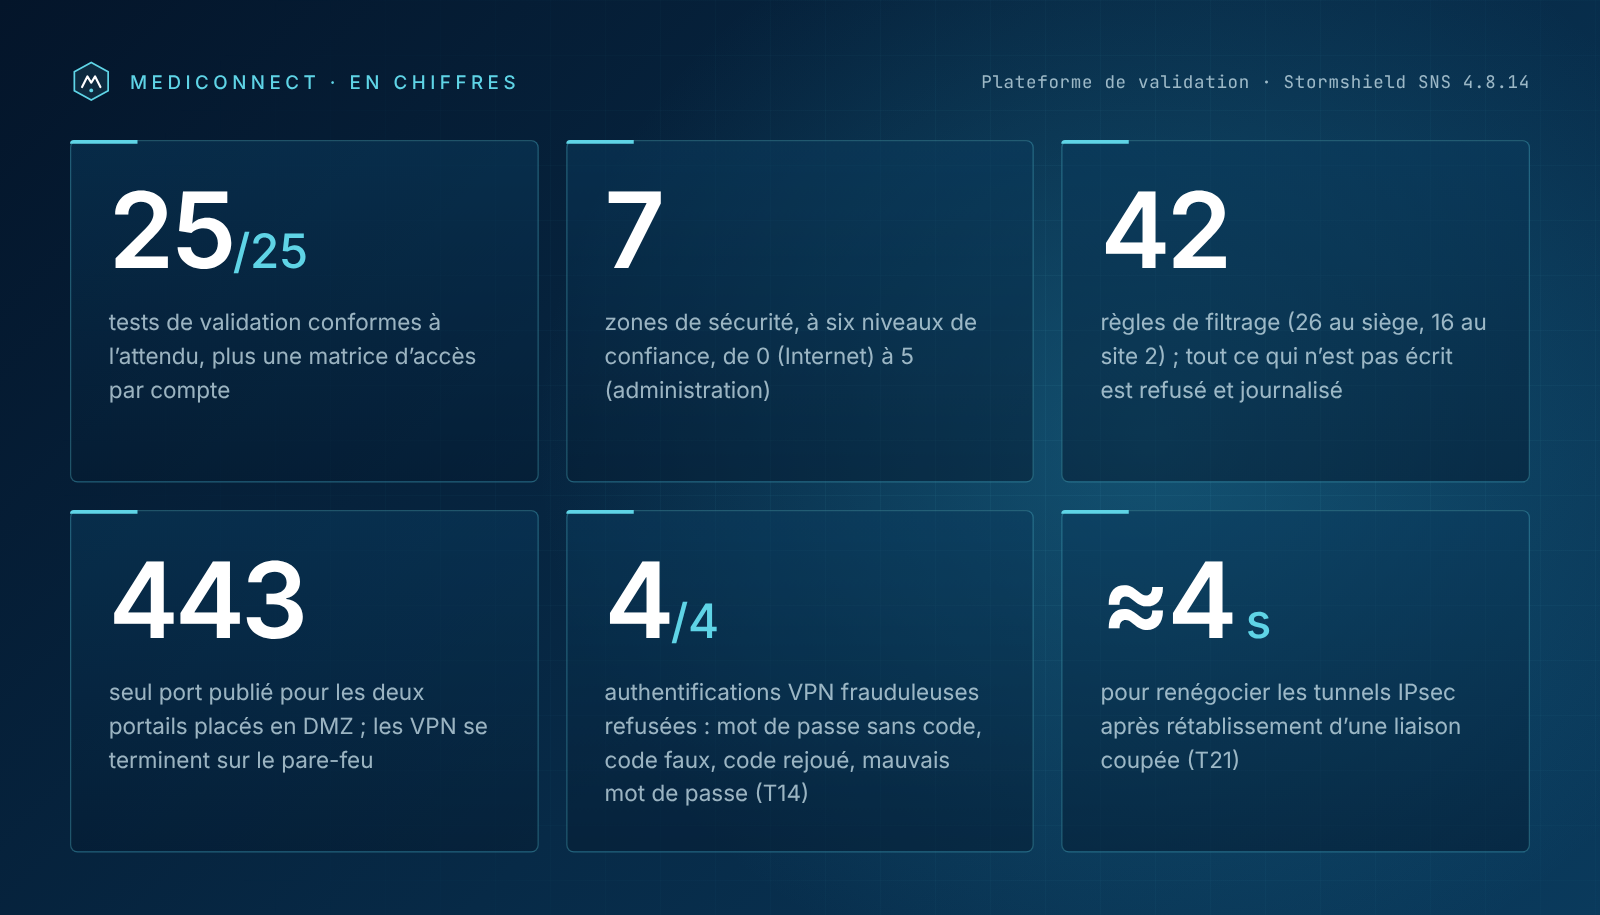 MEDICONNECT · EN CHIFFRES
Plateforme de validation · Stormshield SNS 4.8.14
25/25
tests de validation conformes à
l’attendu, plus une matrice d’accès
par compte
7
zones de sécurité, à six niveaux de
confiance, de 0 (Internet) à 5
(administration)
42
règles de filtrage (26 au siège, 16 au
site 2) ; tout ce qui n’est pas écrit
est refusé et journalisé
443
seul port publié pour les deux
portails placés en DMZ ; les VPN se
terminent sur le pare-feu
4/4
authentifications VPN frauduleuses
refusées : mot de passe sans code,
code faux, code rejoué, mauvais
mot de passe (T14)
≈4 s
pour renégocier les tunnels IPsec
après rétablissement d’une liaison
coupée (T21)